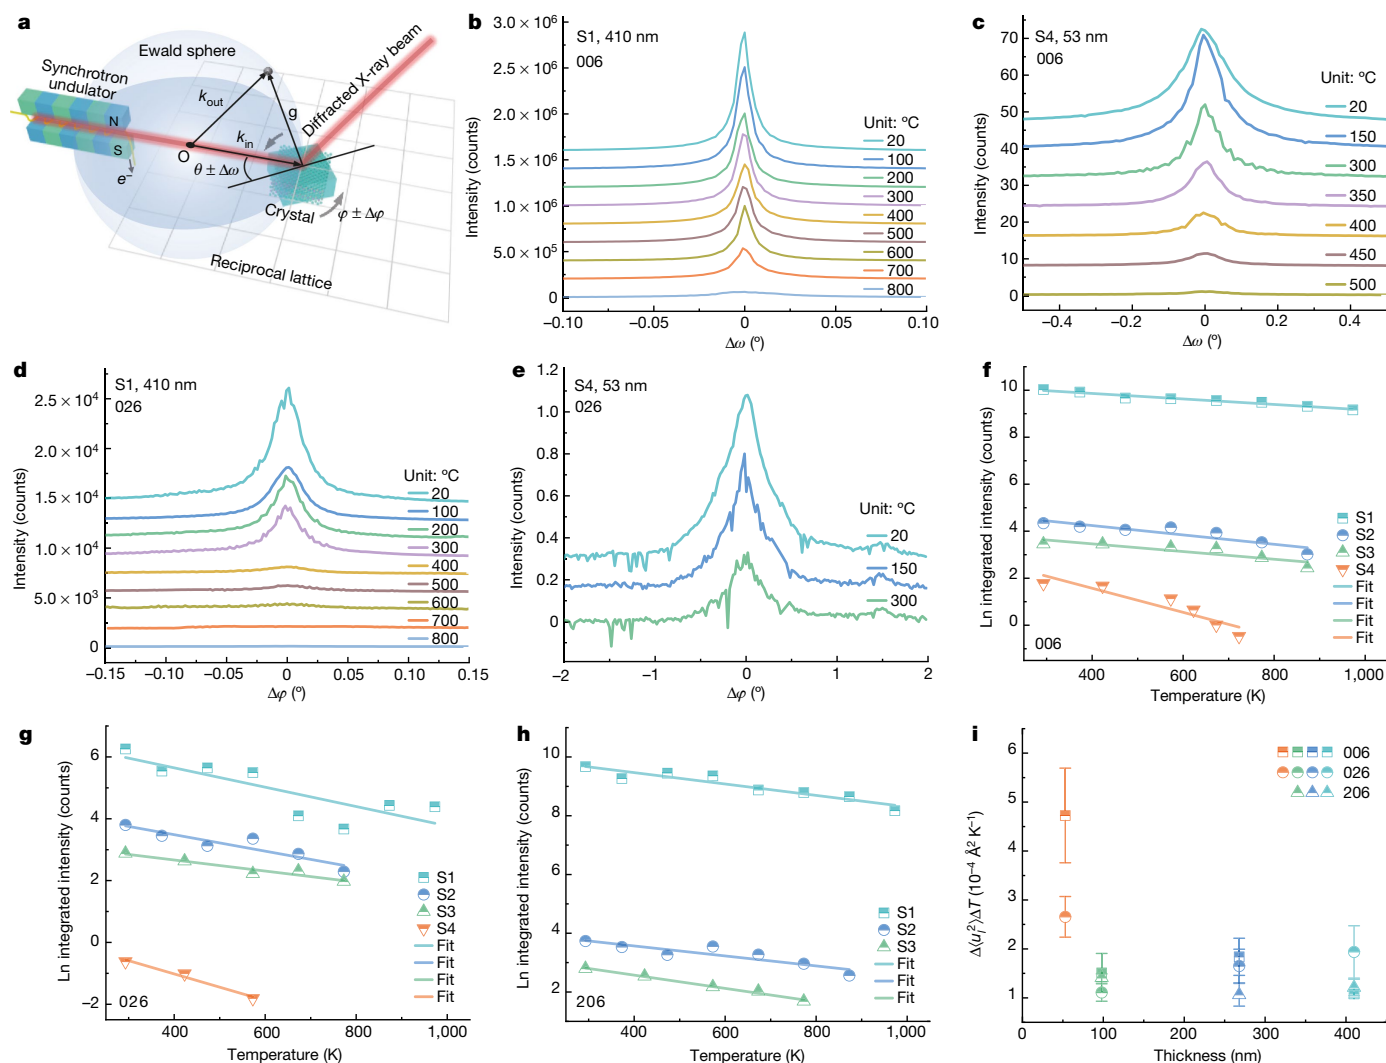 a
Ewald sphere
Synchrotron
undulator
N
S
e⁻
O
k_out
k_in
g
Diffracted X-ray beam
θ ± Δω
Crystal
φ ± Δφ
Reciprocal lattice
b
S1, 410 nm
006
Unit: ºC
20
100
200
300
400
500
600
700
800
3.0 × 10⁶
2.5 × 10⁶
2.0 × 10⁶
1.5 × 10⁶
1.0 × 10⁶
5.0 × 10⁵
0
Intensity (counts)
−0.10
−0.05
0
0.05
0.10
Δω (º)
c
S4, 53 nm
006
Unit: ºC
20
150
300
350
400
450
500
70
60
50
40
30
20
10
0
Intensity (counts)
−0.4
−0.2
0
0.2
0.4
Δω (º)
d
S1, 410 nm
026
Unit: ºC
20
100
200
300
400
500
600
700
800
2.5 × 10⁴
2.0 × 10⁴
1.5 × 10⁴
1.0 × 10⁴
5.0 × 10³
0
Intensity (counts)
−0.15
−0.10
−0.05
0
0.05
0.10
0.15
Δφ (º)
e
S4, 53 nm
026
Unit: ºC
20
150
300
1.2
1.0
0.8
0.6
0.4
0.2
0
Intensity (counts)
−2
−1
0
1
2
Δφ (º)
f
10
8
6
4
2
0
Ln integrated intensity (counts)
S1
S2
S3
S4
Fit
Fit
Fit
Fit
006
400
600
800
1,000
Temperature (K)
g
6
4
2
0
−2
Ln integrated intensity (counts)
S1
S2
S3
S4
Fit
Fit
Fit
Fit
026
400
600
800
1,000
Temperature (K)
h
10
8
6
4
2
Ln integrated intensity (counts)
S1
S2
S3
Fit
Fit
Fit
206
400
600
800
1,000
Temperature (K)
i
006
026
206
6
5
4
3
2
1
Δ⟨u_i²⟩ΔT (10⁻⁴ Å² K⁻¹)
0
100
200
300
400
Thickness (nm)